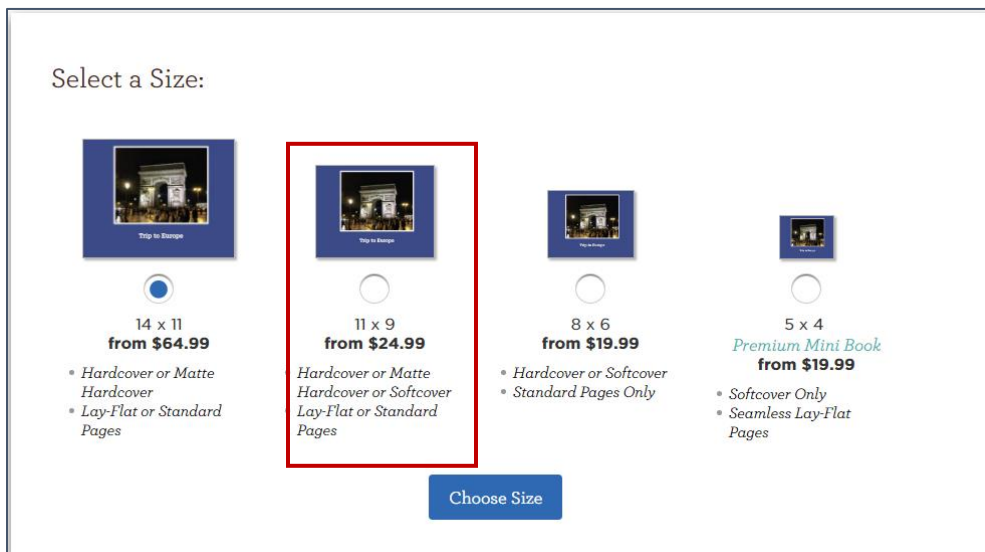 Select a Size:
Trip to Europe
Trip to Europe
Trip to Europe
14 x 11
from $64.99
• Hardcover or Matte
Hardcover
• Lay-Flat or Standard
Pages
11 x 9
from $24.99
Hardcover or Matte
Hardcover or Softcover
Lay-Flat or Standard
Pages
8 x 6
from $19.99
• Hardcover or Softcover
• Standard Pages Only
5 x 4
Premium Mini Book
from $19.99
• Softcover Only
• Seamless Lay-Flat
Pages
Choose Size